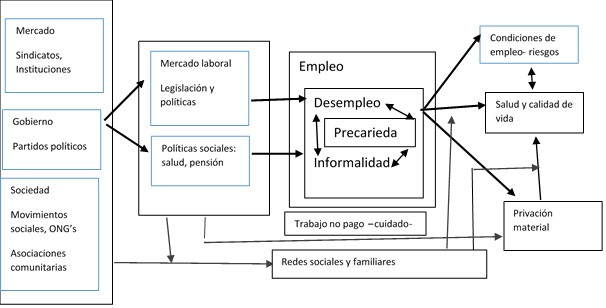 Mercado
Sindicatos,
Instituciones
Gobierno
Partidos políticos
Sociedad
Movimientos
sociales, ONG's
Asociaciones
comunitarias
Mercado laboral
Legislación y
políticas
Políticas sociales:
salud, pensión
Empleo
Desempleo
Precarieda
Informalidad
Trabajo no pago –cuidado-
Redes sociales y familiares
Condiciones de
empleo- riesgos
Salud y calidad de
vida
Privación
material